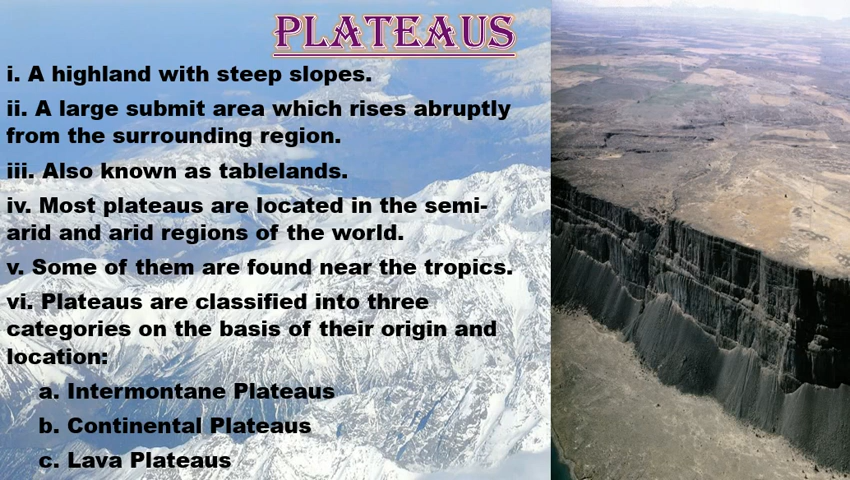 PLATEAUS
i. A highland with steep slopes.
ii. A large submit area which rises abruptly
from the surrounding region.
iii. Also known as tablelands.
iv. Most plateaus are located in the semi-
arid and arid regions of the world.
v. Some of them are found near the tropics.
vi. Plateaus are classified into three
categories on the basis of their origin and
location:
a. Intermontane Plateaus
b. Continental Plateaus
c. Lava Plateaus